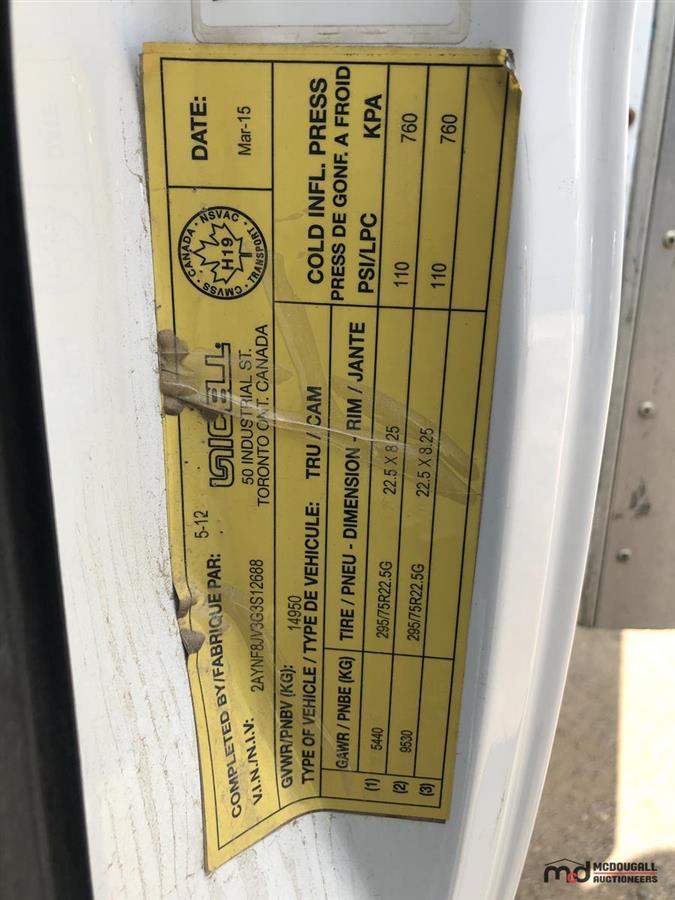 COMPLETED BY/FABRIQUE PAR: 5-12 UNICELL DATE:
50 INDUSTRIAL ST.
TORONTO ONT. CANADA
V.I.N./N.I.V: 2AYNF8JV3G3S12688 Mar-15
CANADA · NSVAC · TRANSPORT · CMVSS
H19
GVWR/PNBV (KG): 14950
TYPE OF VEHICLE / TYPE DE VEHICULE: TRU / CAM
COLD INFL. PRESS
PRESS DE GONF. A FROID
GAWR / PNBE (KG) TIRE / PNEU - DIMENSION - RIM / JANTE PSI/LPC KPA
(1) 5440 295/75R22.5G 22.5 X 8.25 110 760
(2) 9530 295/75R22.5G 22.5 X 8.25 110 760
(3)
md MCDOUGALL
AUCTIONEERS